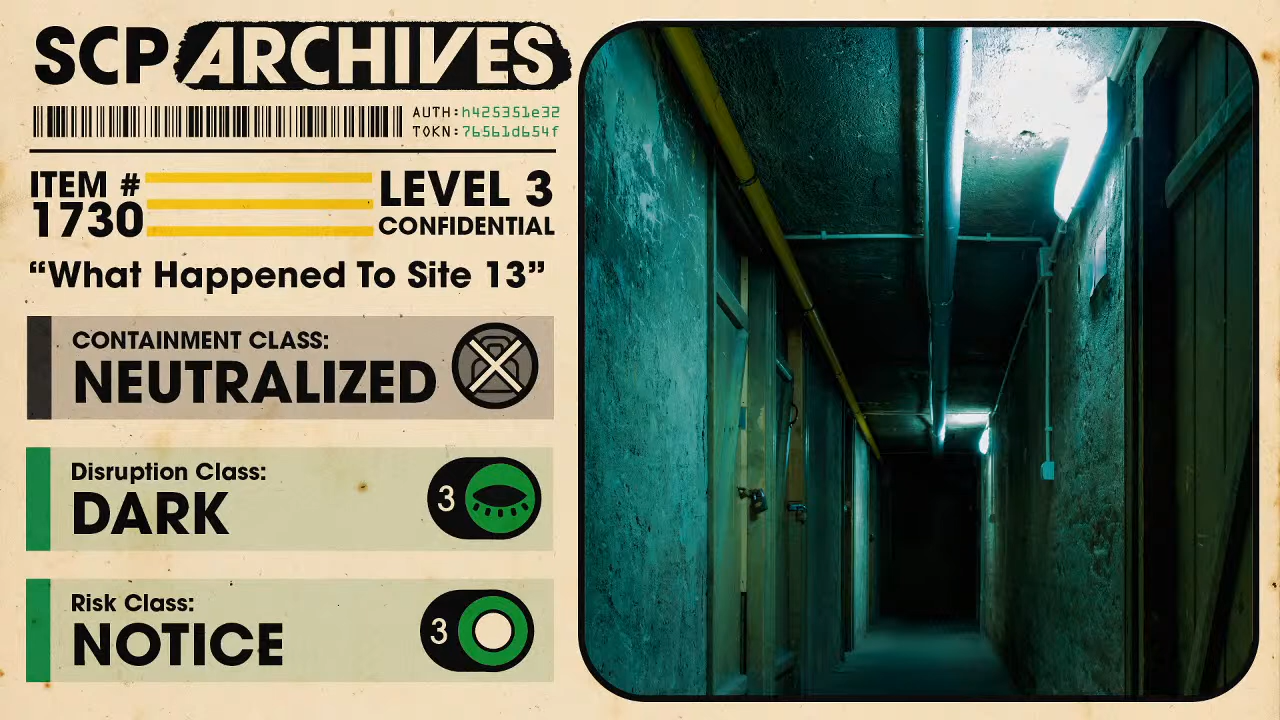 SCP ARCHIVES
AUTH:h425351e32
TOKN:76561d654f
ITEM #
1730
LEVEL 3
CONFIDENTIAL
“What Happened To Site 13”
CONTAINMENT CLASS:
NEUTRALIZED
Disruption Class:
DARK
3
Risk Class:
NOTICE
3